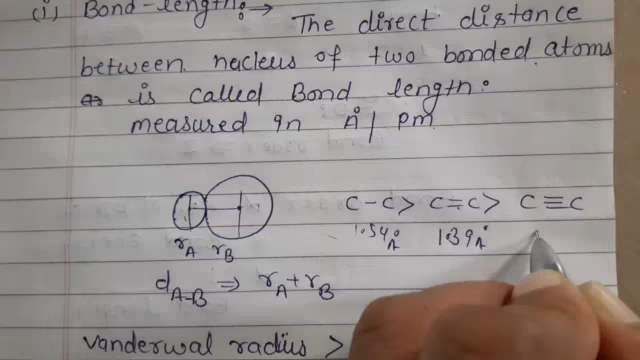 (i) Bond-length:→ The direct distance
between nucleus of two bonded atoms
is called Bond length.
measured in Å/pm
C-C> C=C> C≡C
1.54Å 1.39Å
rA rB
dA-B ⇒ rA+rB
vanderwal radius >